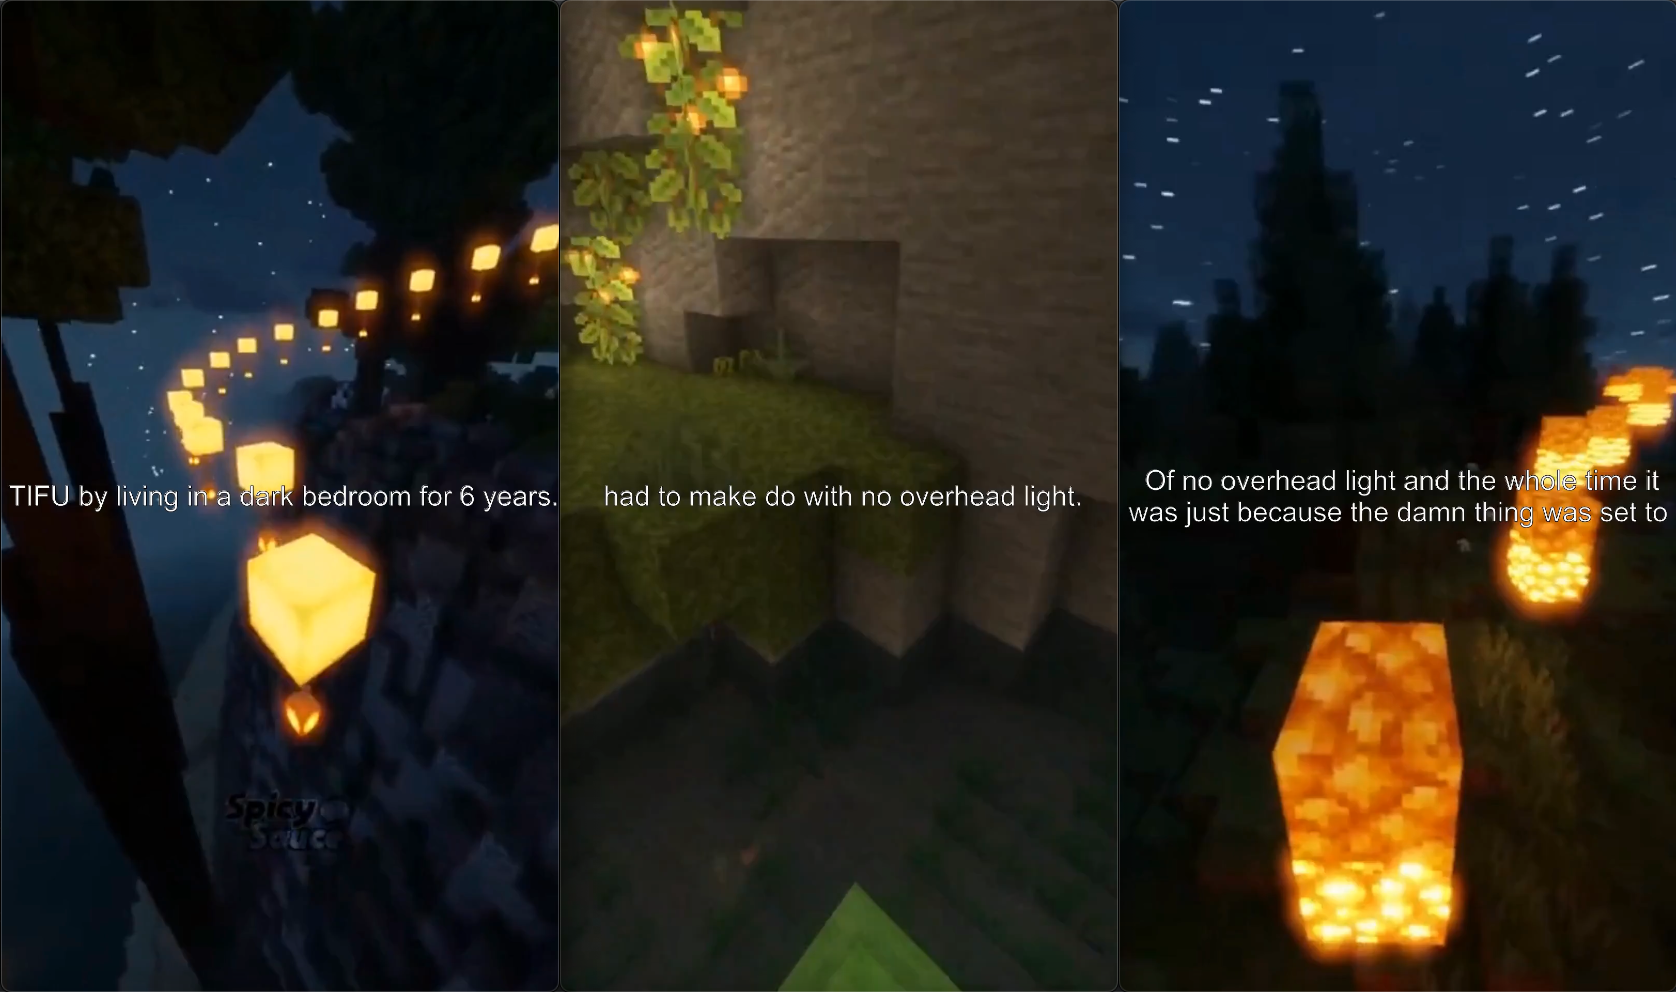 TIFU by living in a dark bedroom for 6 years.
Spicy
Sauce
had to make do with no overhead light.
Of no overhead light and the whole time it
was just because the damn thing was set to